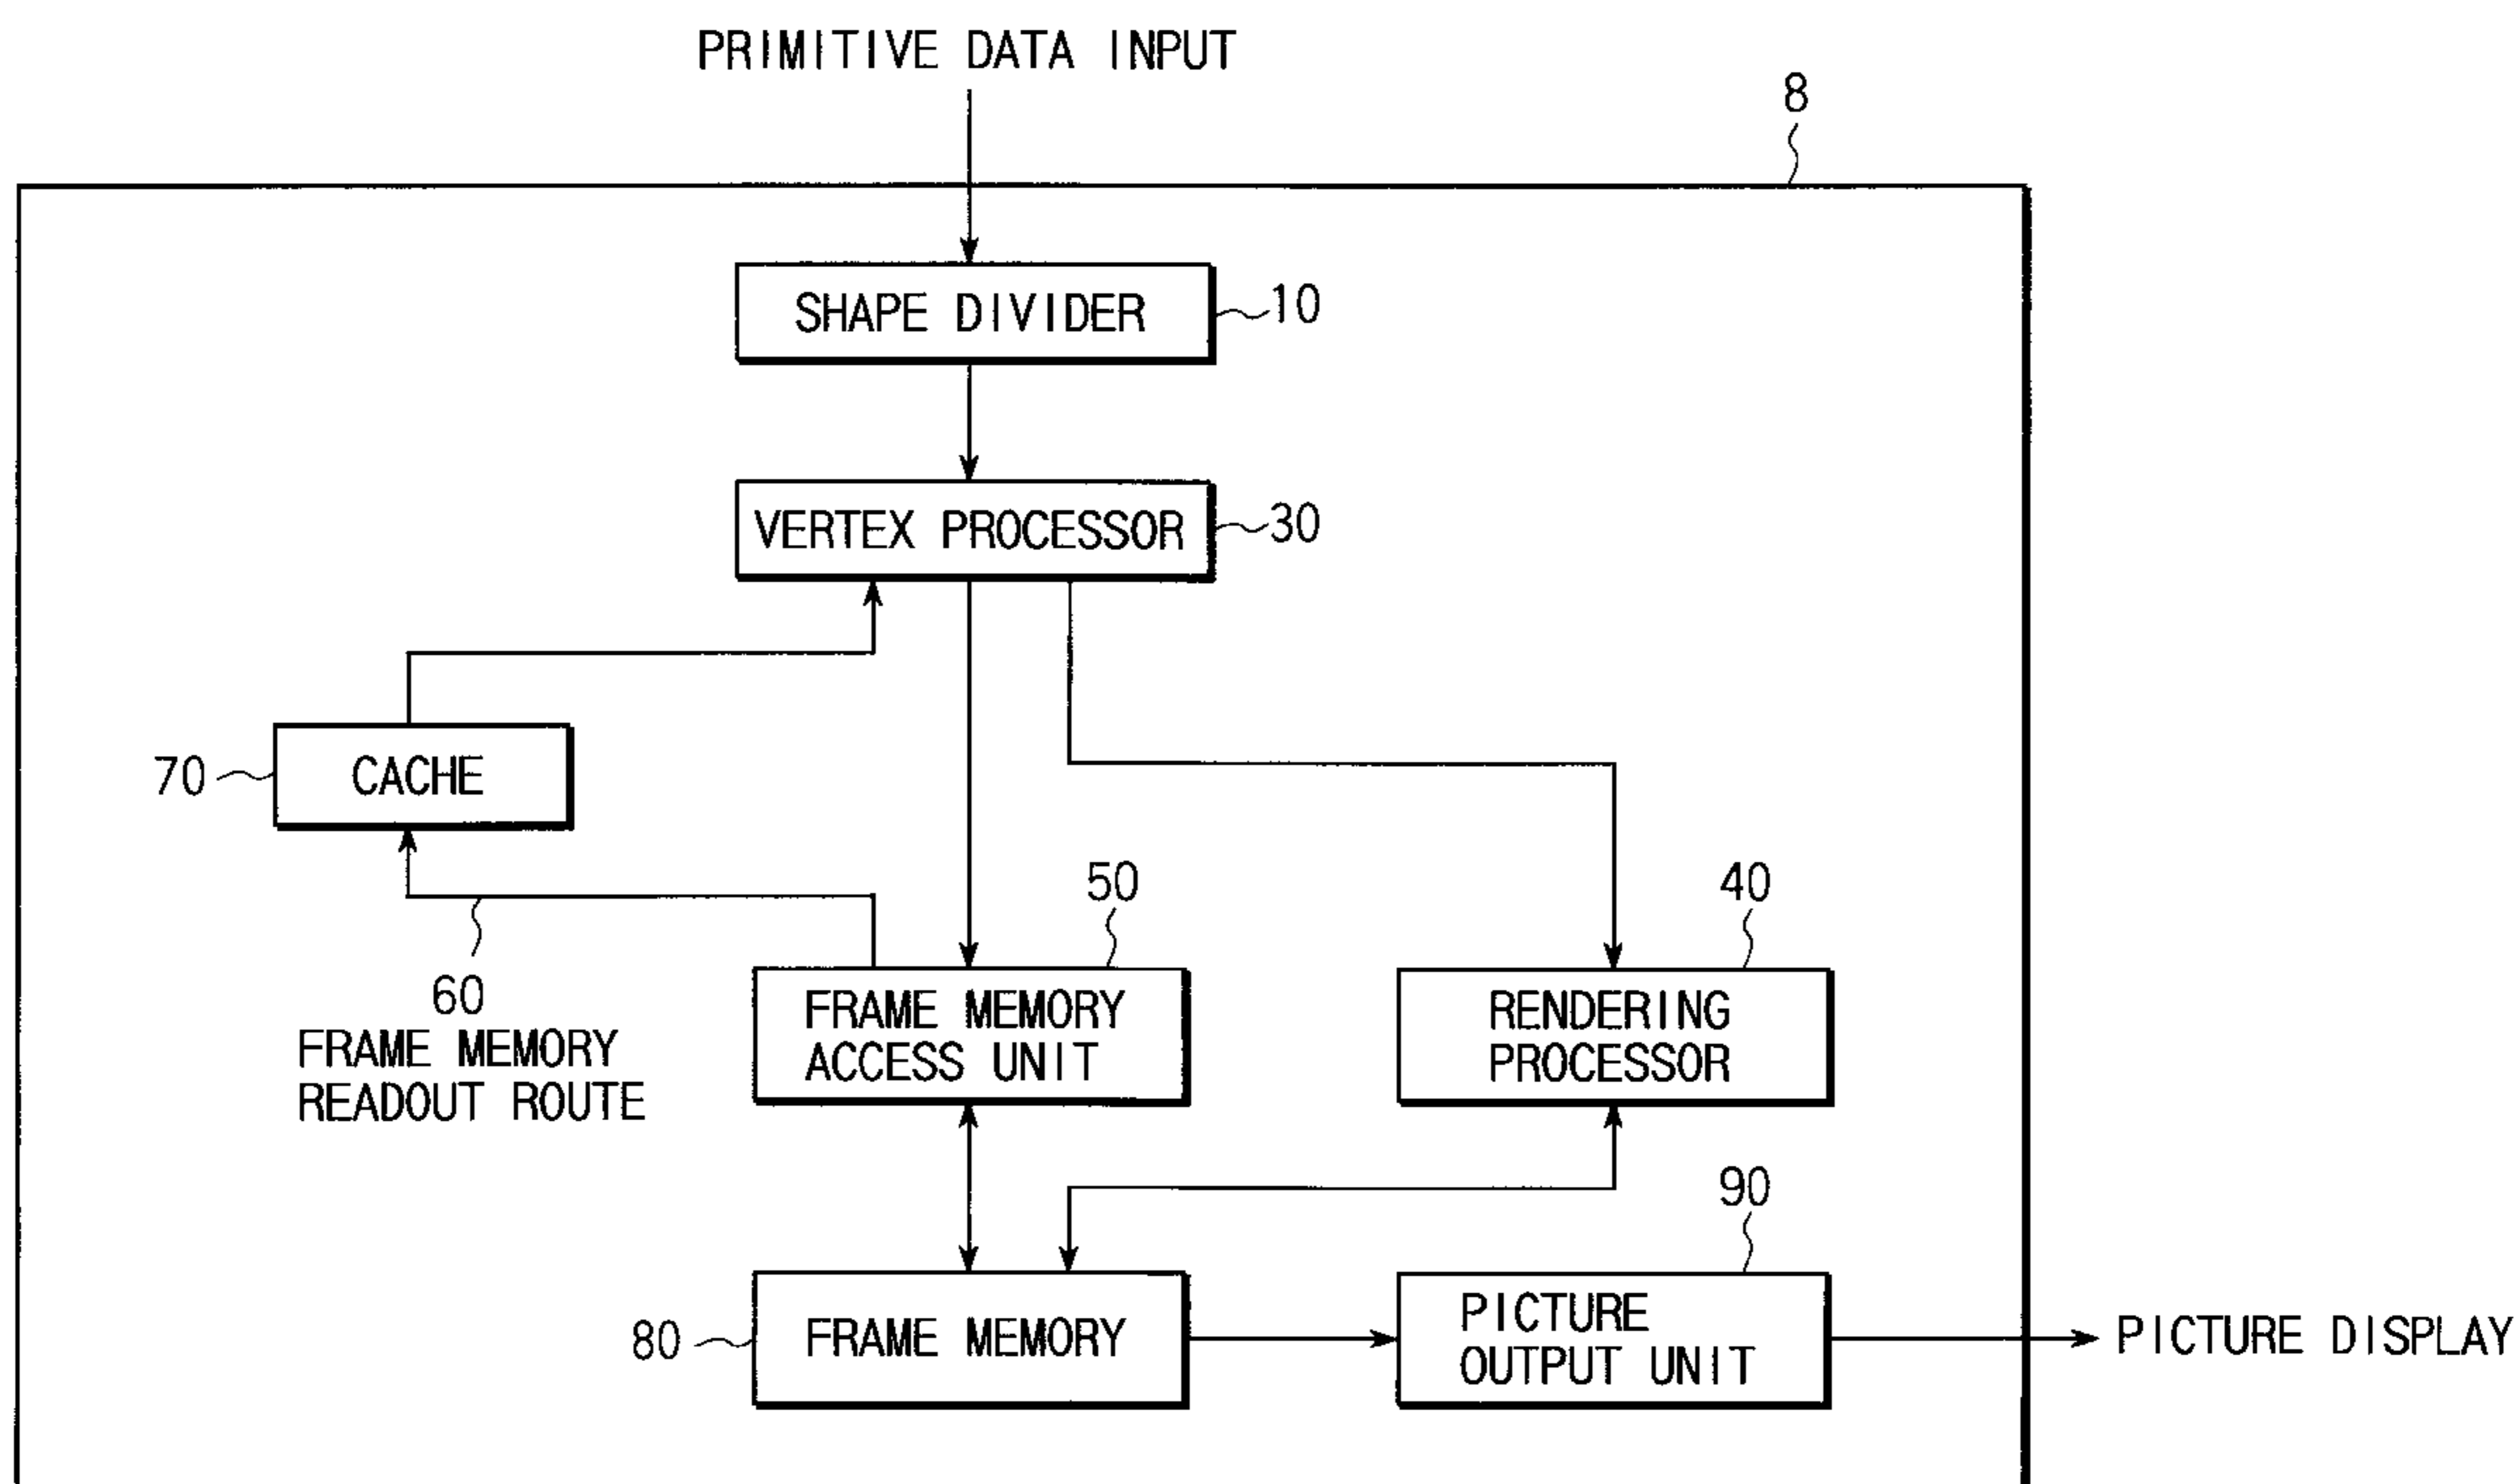 PRIMITIVE DATA INPUT
8
SHAPE DIVIDER
10
VERTEX PROCESSOR
30
70
CACHE
50
40
60
FRAME MEMORY
READOUT ROUTE
FRAME MEMORY
ACCESS UNIT
RENDERING
PROCESSOR
90
80
FRAME MEMORY
PICTURE
OUTPUT UNIT
PICTURE DISPLAY